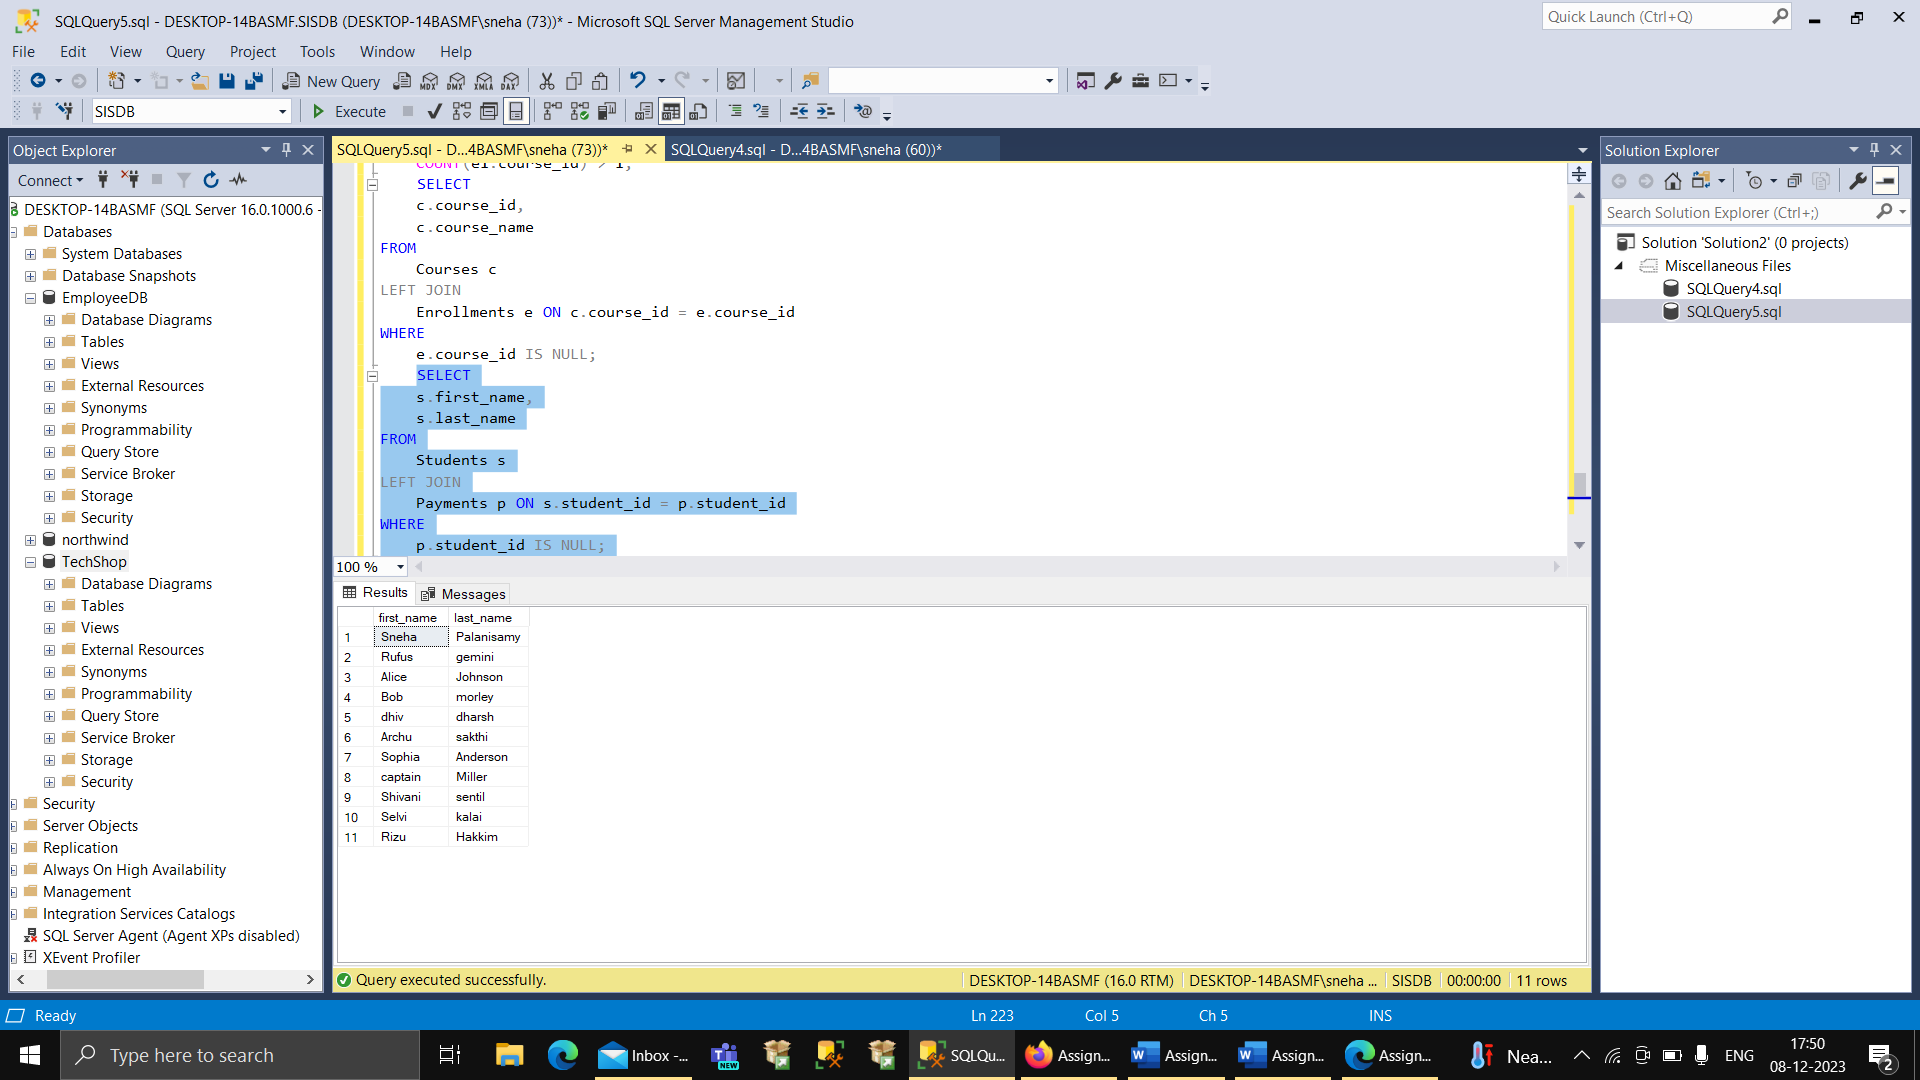 SQLQuery5.sql - DESKTOP-14BASMF.SISDB (DESKTOP-14BASMF\sneha (73))* - Microsoft SQL Server Management Studio
Quick Launch (Ctrl+Q)
File Edit View Query Project Tools Window Help
New Query
MDX DMX XMLA DAX
SISDB
Execute
Object Explorer
Connect
DESKTOP-14BASMF (SQL Server 16.0.1000.6 -
Databases
System Databases
Database Snapshots
EmployeeDB
Database Diagrams
Tables
Views
External Resources
Synonyms
Programmability
Query Store
Service Broker
Storage
Security
northwind
TechShop
Database Diagrams
Tables
Views
External Resources
Synonyms
Programmability
Query Store
Service Broker
Storage
Security
Security
Server Objects
Replication
Always On High Availability
Management
Integration Services Catalogs
SQL Server Agent (Agent XPs disabled)
XEvent Profiler
SQLQuery5.sql - D...4BASMF\sneha (73))*
SQLQuery4.sql - D...4BASMF\sneha (60))*
COUNT(e1.course_id) > 1;
SELECT
c.course_id,
c.course_name
FROM
Courses c
LEFT JOIN
Enrollments e ON c.course_id = e.course_id
WHERE
e.course_id IS NULL;
SELECT
s.first_name,
s.last_name
FROM
Students s
LEFT JOIN
Payments p ON s.student_id = p.student_id
WHERE
p.student_id IS NULL;
100 %
Results Messages
first_name last_name
1 Sneha Palanisamy
2 Rufus gemini
3 Alice Johnson
4 Bob morley
5 dhiv dharsh
6 Archu sakthi
7 Sophia Anderson
8 captain Miller
9 Shivani sentil
10 Selvi kalai
11 Rizu Hakkim
Query executed successfully.
DESKTOP-14BASMF (16.0 RTM) DESKTOP-14BASMF\sneha ... SISDB 00:00:00 11 rows
Solution Explorer
Search Solution Explorer (Ctrl+;)
Solution 'Solution2' (0 projects)
Miscellaneous Files
SQLQuery4.sql
SQLQuery5.sql
Ready
Ln 223 Col 5 Ch 5 INS
Type here to search
Inbox -...
NEW
SQLQu...
Assign...
Assign...
Assign...
Assign...
Nea...
ENG
17:50
08-12-2023
2